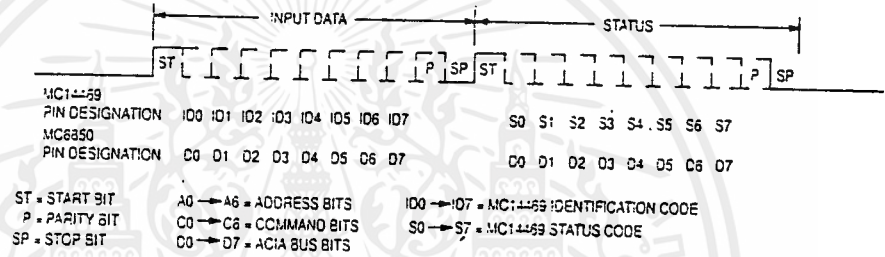 INPUT DATA STATUS
ST P SP ST P SP
MC14469
PIN DESIGNATION ID0 ID1 ID2 ID3 ID4 ID5 ID6 ID7 S0 S1 S2 S3 S4 S5 S6 S7
MC6850
PIN DESIGNATION D0 D1 D2 D3 D4 D5 D6 D7 D0 D1 D2 D3 D4 D5 D6 D7
ST = START BIT A0 → A6 = ADDRESS BITS ID0 → ID7 = MC14469 IDENTIFICATION CODE
P = PARITY BIT C0 → C6 = COMMAND BITS S0 → S7 = MC14469 STATUS CODE
SP = STOP BIT D0 → D7 = ACIA BUS BITS